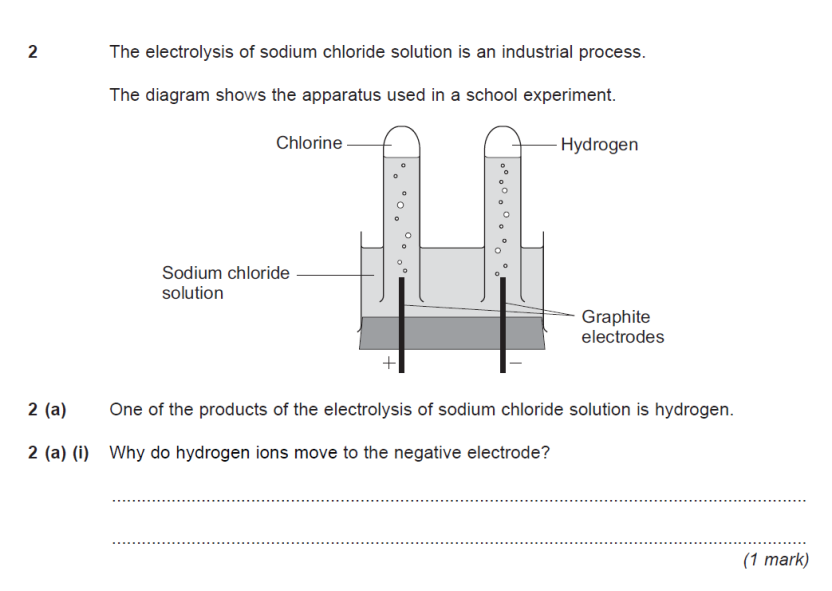 2 The electrolysis of sodium chloride solution is an industrial process.
The diagram shows the apparatus used in a school experiment.
Chlorine
Hydrogen
Sodium chloride
solution
Graphite
electrodes
+ −
2 (a) One of the products of the electrolysis of sodium chloride solution is hydrogen.
2 (a) (i) Why do hydrogen ions move to the negative electrode?
(1 mark)